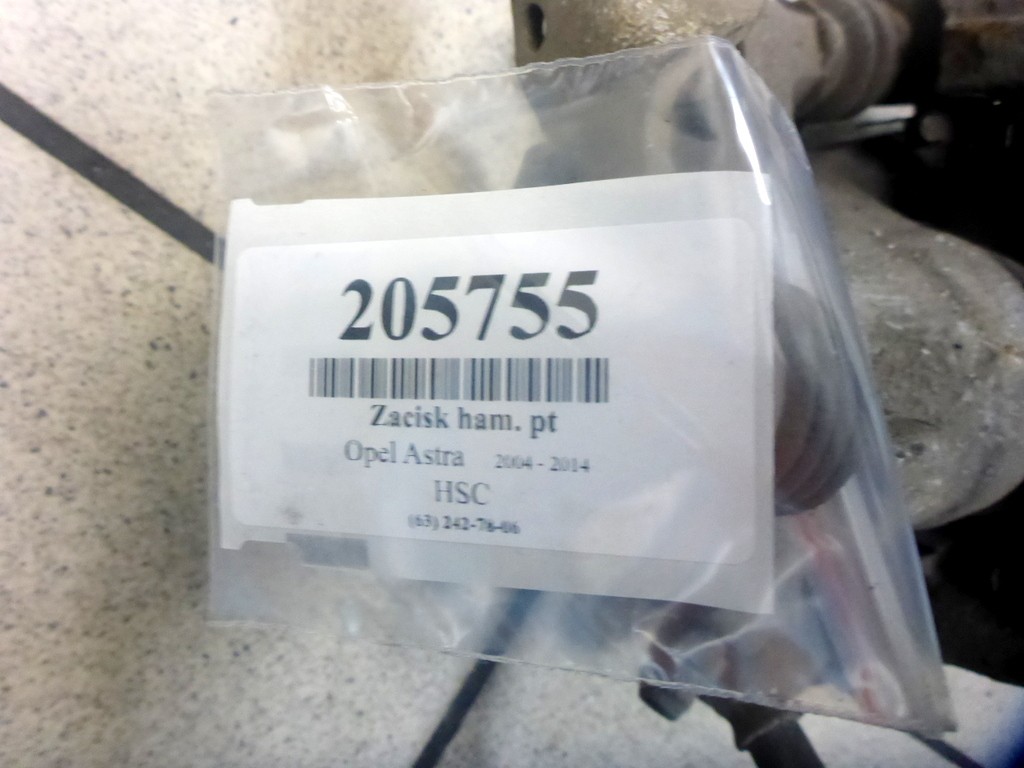 205755
Zacisk ham. pt
Opel Astra 2004 - 2014
HSC
(63) 242-76-06